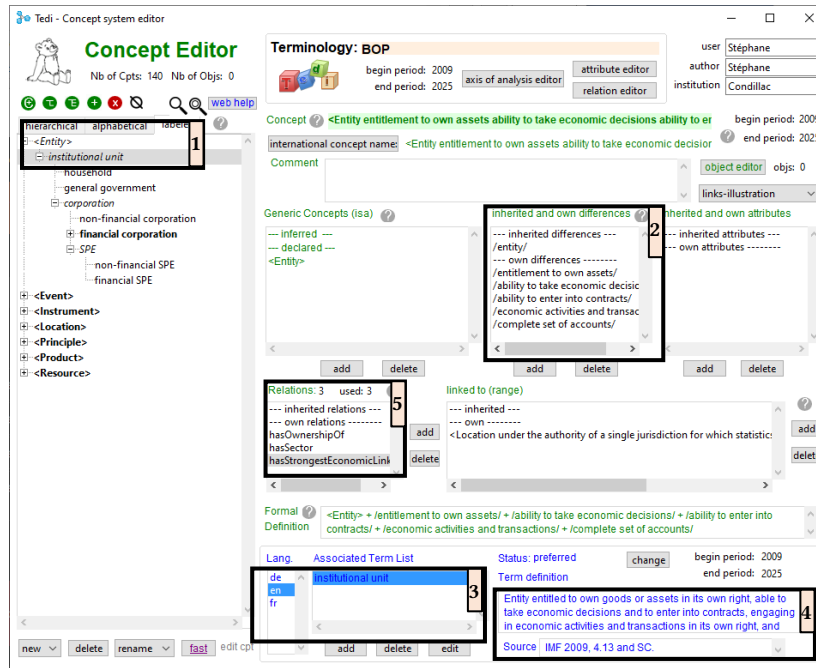 Tedi - Concept system editor
Concept Editor
Nb of Cpts: 140 Nb of Objs: 0
web help
hierarchical alphabetical
1
<Entity>
institutional unit
household
general government
corporation
non-financial corporation
financial corporation
SPE
non-financial SPE
financial SPE
<Event>
<Instrument>
<Location>
<Principle>
<Product>
<Resource>
new delete rename fast edit cpt
Terminology: BOP
begin period: 2009
end period: 2025
axis of analysis editor
attribute editor
relation editor
user Stéphane
author Stéphane
institution Condillac
Concept <Entity entitlement to own assets ability to take economic decisions ability to er
begin period: 2009
end period: 2025
international concept name: <Entity entitlement to own assets ability to take economic decisior
Comment
object editor objs: 0
links-illustration
Generic Concepts (isa)
--- inferred ---
--- declared ---
<Entity>
add delete
inherited and own differences
2
--- inherited differences ---
/entity/
--- own differences --------
/entitlement to own assets/
/ability to take economic decisic
/ability to enter into contracts/
/economic activities and transac
/complete set of accounts/
add delete
inherited and own attributes
--- inherited attributes ---
--- own attributes --------
add delete
Relations: 3 used: 3
5
--- inherited relations ---
--- own relations --------
hasOwnershipOf
hasSector
hasStrongestEconomicLink
add
delete
linked to (range)
--- inherited ---
--- own ---
<Location under the authority of a single jurisdiction for which statistics
add
delet
Formal Definition
<Entity> + /entitlement to own assets/ + /ability to take economic decisions/ + /ability to enter into
contracts/ + /economic activities and transactions/ + /complete set of accounts/
Lang. Associated Term List
de
en
fr
institutional unit
3
add delete edit
Status: preferred
change
begin period: 2009
end period: 2025
Term definition
4
Entity entitled to own goods or assets in its own right, able to
take economic decisions and to enter into contracts, engaging
in economic activities and transactions in its own right, and
Source IMF 2009, 4.13 and SC.